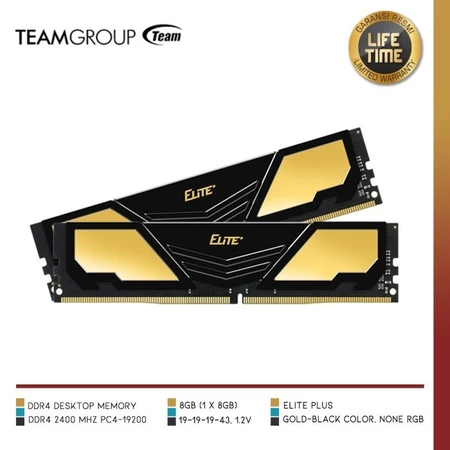 TEAMGROUP Team
GARANSI RESMI
LIFE
TIME
LIMITED WARRANTY
ELITE+
ELITE+
DDR4 DESKTOP MEMORY
DDR4 2400 MHZ PC4-19200
8GB (1 X 8GB)
19-19-19-43, 1.2V
ELITE PLUS
GOLD-BLACK COLOR, NONE RGB